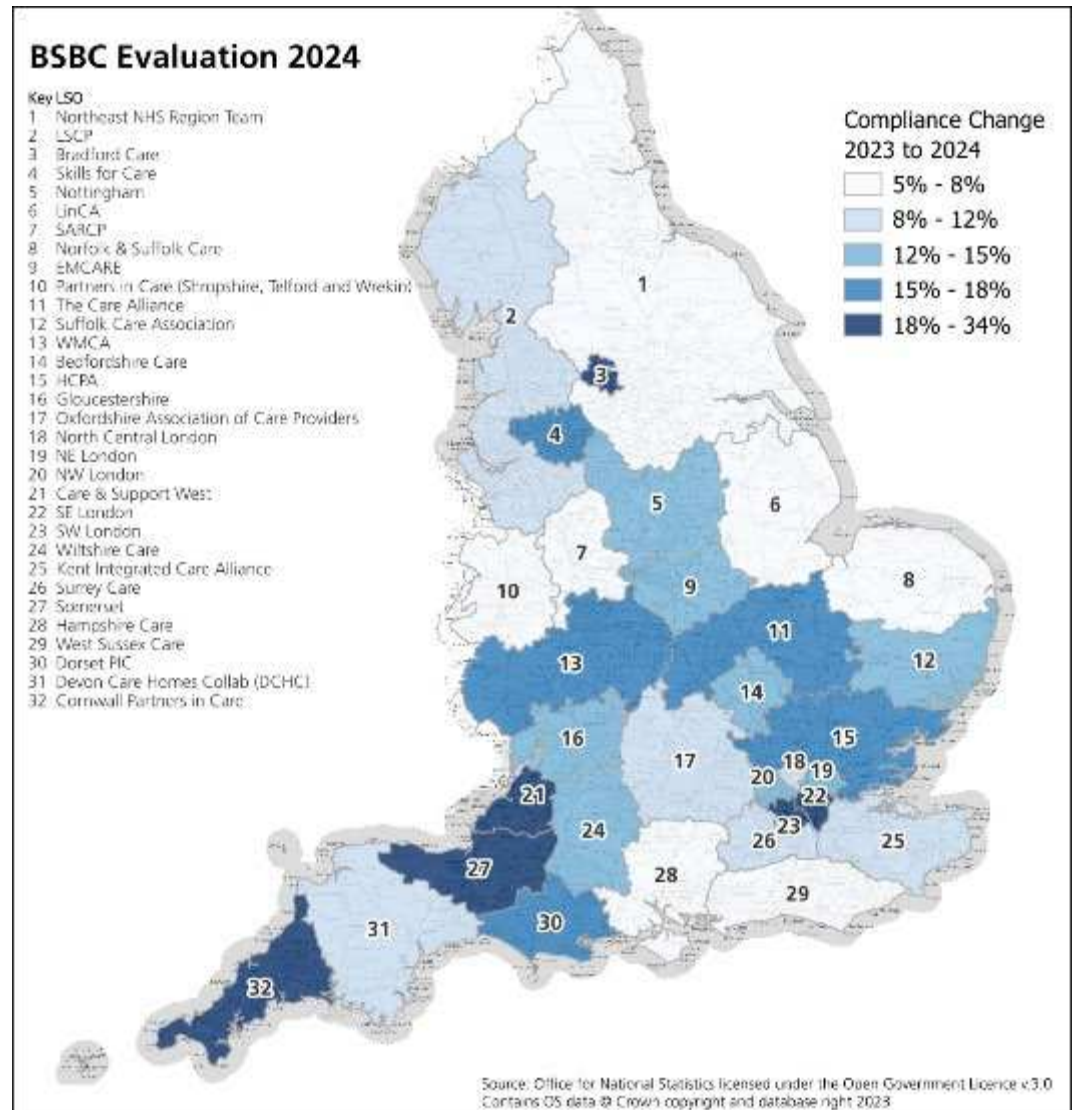 BSBC Evaluation 2024
Key LSO
1 Northeast NHS Region Team
2 LSCP
3 Bradford Care
4 Skills for Care
5 Nottingham
6 LinCA
7 SARCP
8 Norfolk & Suffolk Care
9 EMCARE
10 Partners in Care (Shropshire, Telford and Wrekin)
11 The Care Alliance
12 Suffolk Care Association
13 WMCA
14 Bedfordshire Care
15 HCPA
16 Gloucestershire
17 Oxfordshire Association of Care Providers
18 North Central London
19 NE London
20 NW London
21 Care & Support West
22 SE London
23 SW London
24 Wiltshire Care
25 Kent Integrated Care Alliance
26 Surrey Care
27 Somerset
28 Hampshire Care
29 West Sussex Care
30 Dorset PIC
31 Devon Care Homes Collab (DCHC)
32 Cornwall Partners in Care
Compliance Change
2023 to 2024
5% - 8%
8% - 12%
12% - 15%
15% - 18%
18% - 34%
1
2
3
4
5
6
7
8
9
10
11
12
13
14
15
16
17
18
19
20
21
22
23
24
25
26
27
28
29
30
31
32
Source: Office for National Statistics licensed under the Open Government Licence v.3.0
Contains OS data © Crown copyright and database right 2023